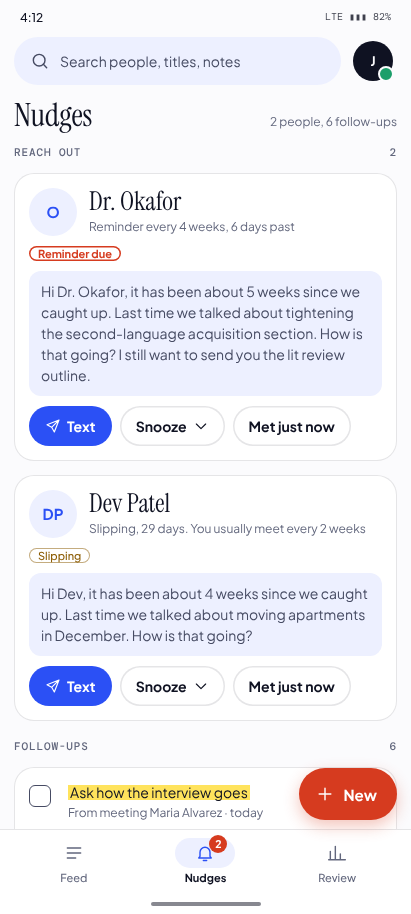 4:12
LTE 82%
Search people, titles, notes
J
Nudges
2 people, 6 follow-ups
REACH OUT
2
O
Dr. Okafor
Reminder every 4 weeks, 6 days past
Reminder due
Hi Dr. Okafor, it has been about 5 weeks since we
caught up. Last time we talked about tightening
the second-language acquisition section. How is
that going? I still want to send you the lit review
outline.
Text
Snooze
Met just now
DP
Dev Patel
Slipping, 29 days. You usually meet every 2 weeks
Slipping
Hi Dev, it has been about 4 weeks since we caught
up. Last time we talked about moving apartments
in December. How is that going?
Text
Snooze
Met just now
FOLLOW-UPS
6
Ask how the interview goes
From meeting Maria Alvarez · today
New
2
Feed
Nudges
Review